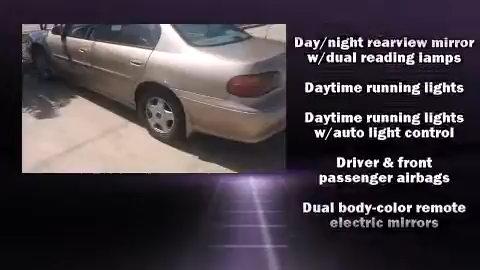 Day/night rearview mirror
w/dual reading lamps
Daytime running lights
Daytime running lights
w/auto light control
Driver & front
passenger airbags
Dual body-color remote
electric mirrors